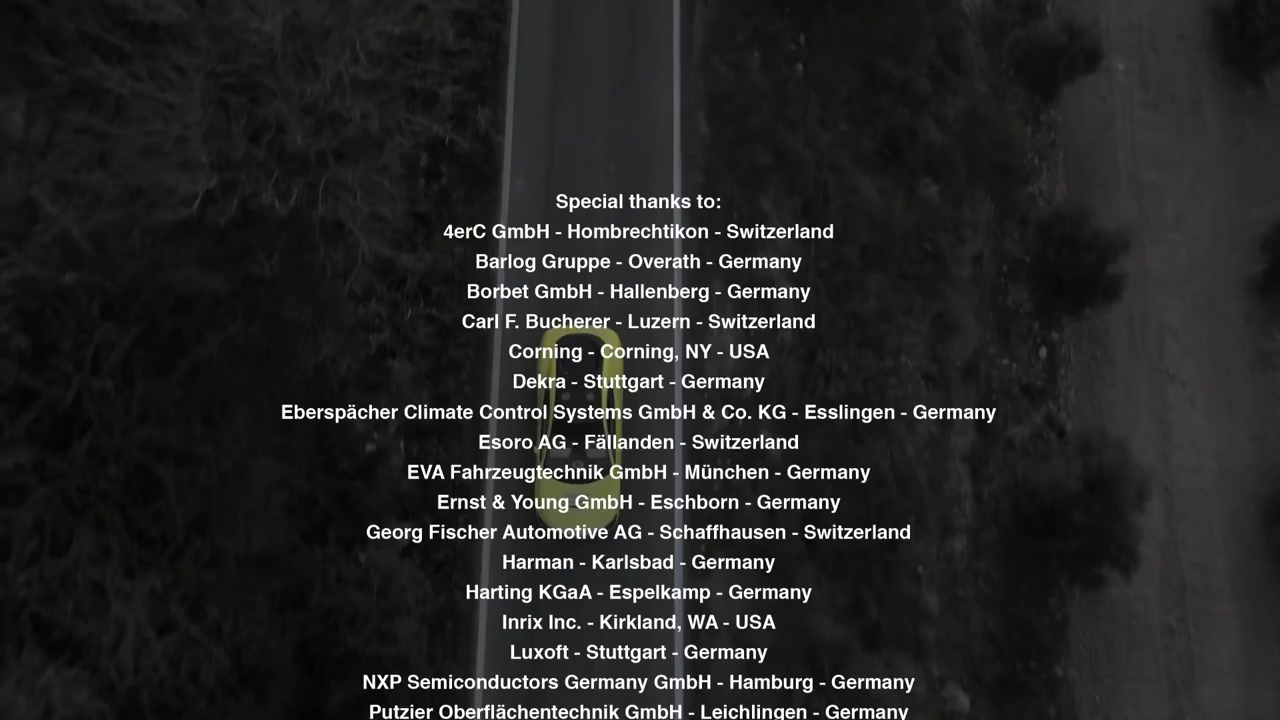 Special thanks to:
4erC GmbH - Hombrechtikon - Switzerland
Barlog Gruppe - Overath - Germany
Borbet GmbH - Hallenberg - Germany
Carl F. Bucherer - Luzern - Switzerland
Corning - Corning, NY - USA
Dekra - Stuttgart - Germany
Eberspächer Climate Control Systems GmbH & Co. KG - Esslingen - Germany
Esoro AG - Fällanden - Switzerland
EVA Fahrzeugtechnik GmbH - München - Germany
Ernst & Young GmbH - Eschborn - Germany
Georg Fischer Automotive AG - Schaffhausen - Switzerland
Harman - Karlsbad - Germany
Harting KGaA - Espelkamp - Germany
Inrix Inc. - Kirkland, WA - USA
Luxoft - Stuttgart - Germany
NXP Semiconductors Germany GmbH - Hamburg - Germany
Putzier Oberflächentechnik GmbH - Leichlingen - Germany